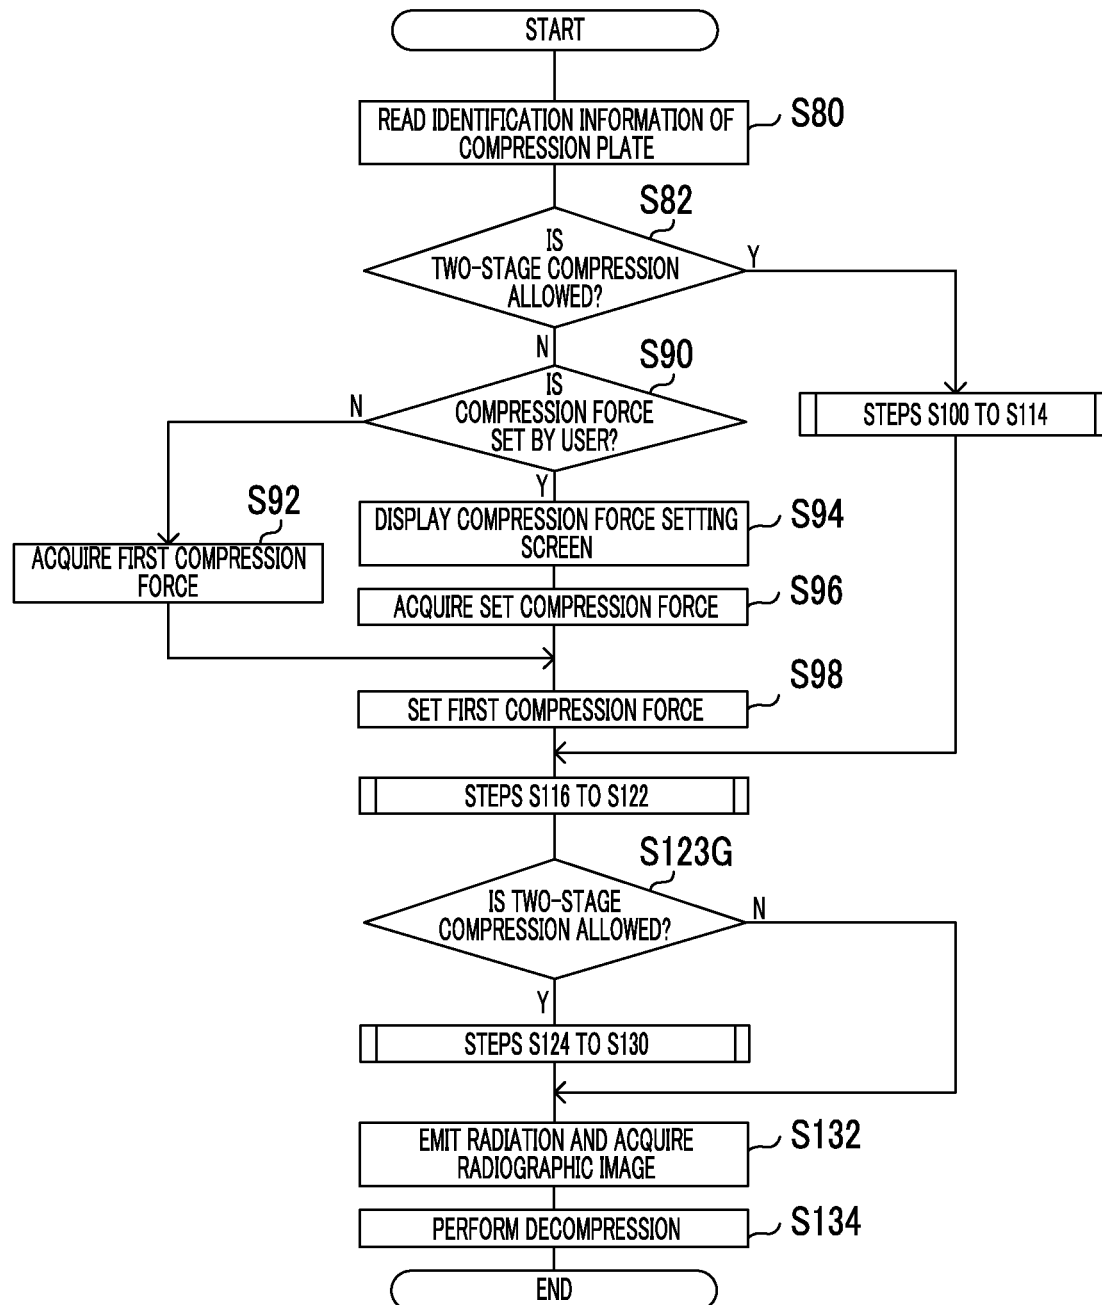 START
READ IDENTIFICATION INFORMATION OF
COMPRESSION PLATE
S80
S82
IS
TWO-STAGE COMPRESSION
ALLOWED?
Y
N
S90
IS
COMPRESSION FORCE
SET BY USER?
N
Y
STEPS S100 TO S114
S92
ACQUIRE FIRST COMPRESSION
FORCE
DISPLAY COMPRESSION FORCE SETTING
SCREEN
S94
ACQUIRE SET COMPRESSION FORCE
S96
SET FIRST COMPRESSION FORCE
S98
STEPS S116 TO S122
S123G
IS TWO-STAGE
COMPRESSION ALLOWED?
N
Y
STEPS S124 TO S130
EMIT RADIATION AND ACQUIRE
RADIOGRAPHIC IMAGE
S132
PERFORM DECOMPRESSION
S134
END